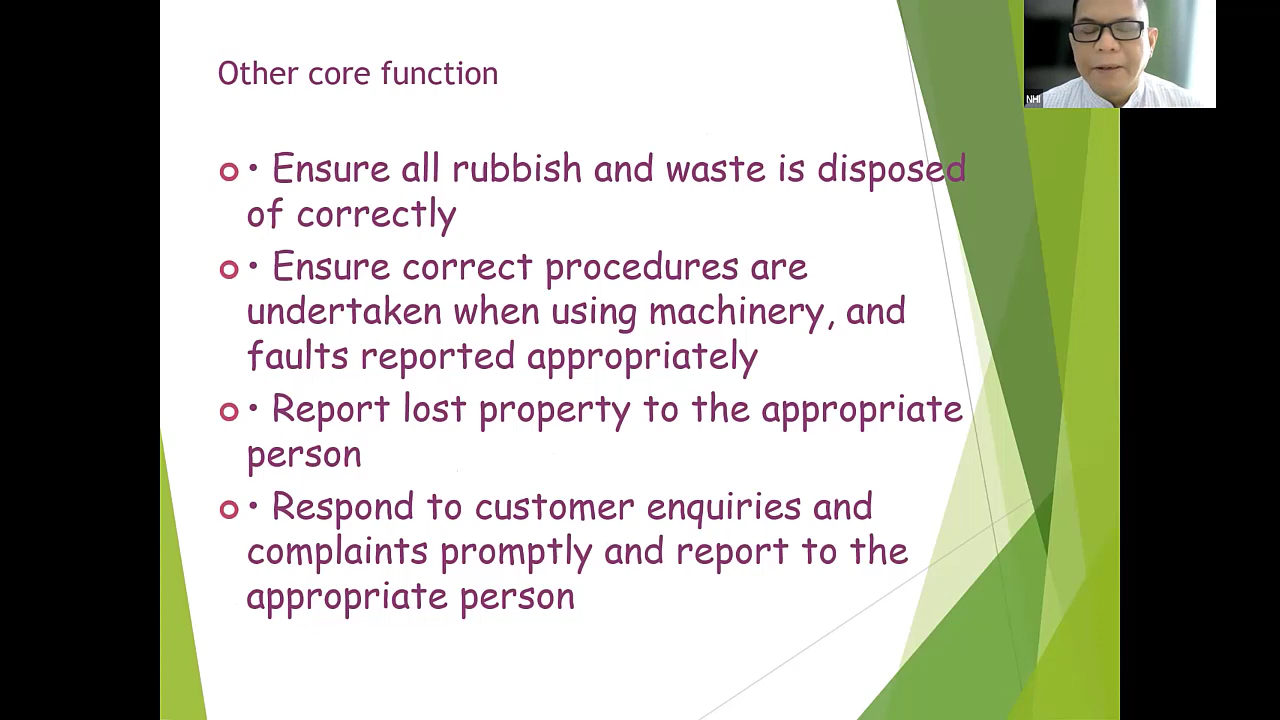 Other core function
• Ensure all rubbish and waste is disposed
of correctly
• Ensure correct procedures are
undertaken when using machinery, and
faults reported appropriately
• Report lost property to the appropriate
person
• Respond to customer enquiries and
complaints promptly and report to the
appropriate person
NHI